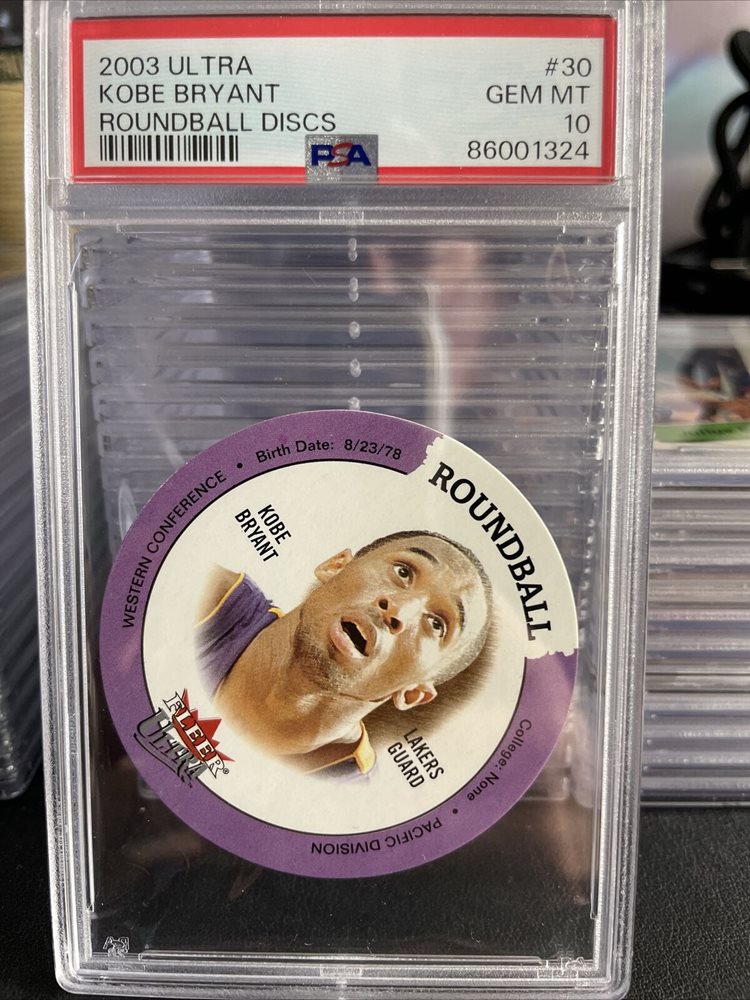 2003 ULTRA #30
KOBE BRYANT GEM MT
ROUNDBALL DISCS 10
PSA 86001324
WESTERN CONFERENCE • Birth Date: 8/23/78
ROUNDBALL
KOBE
BRYANT
LAKERS
GUARD
FLEER
ULTRA
College: None • PACIFIC DIVISION